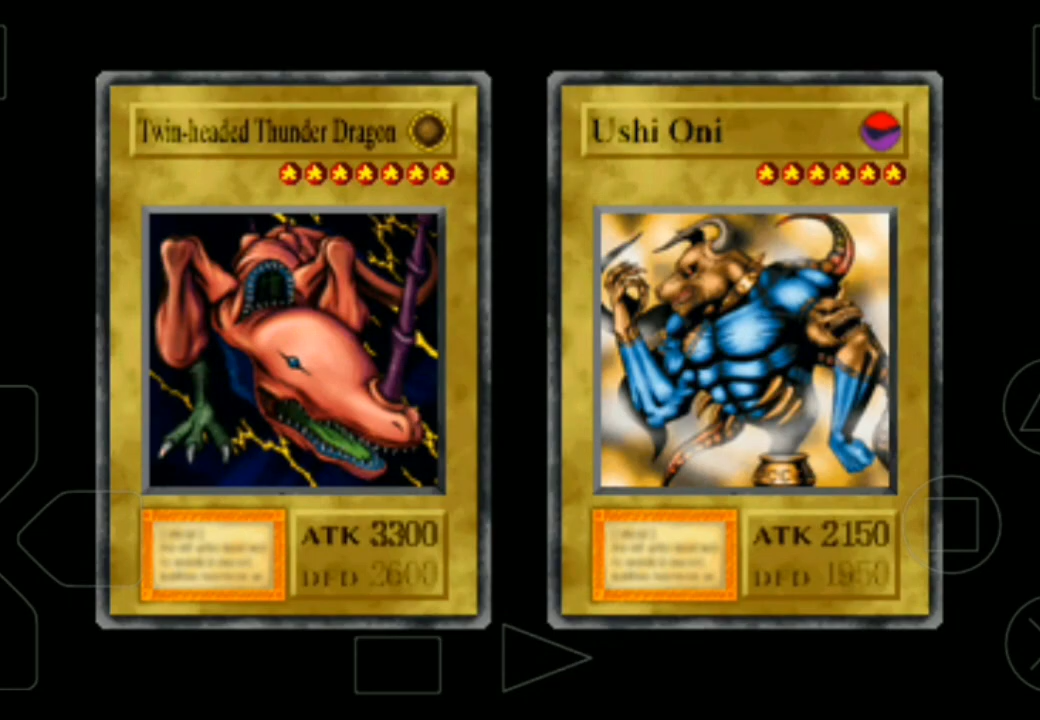 Twin-headed Thunder Dragon
ATK 3300
DFD 2600
Ushi Oni
ATK 2150
DFD 1950